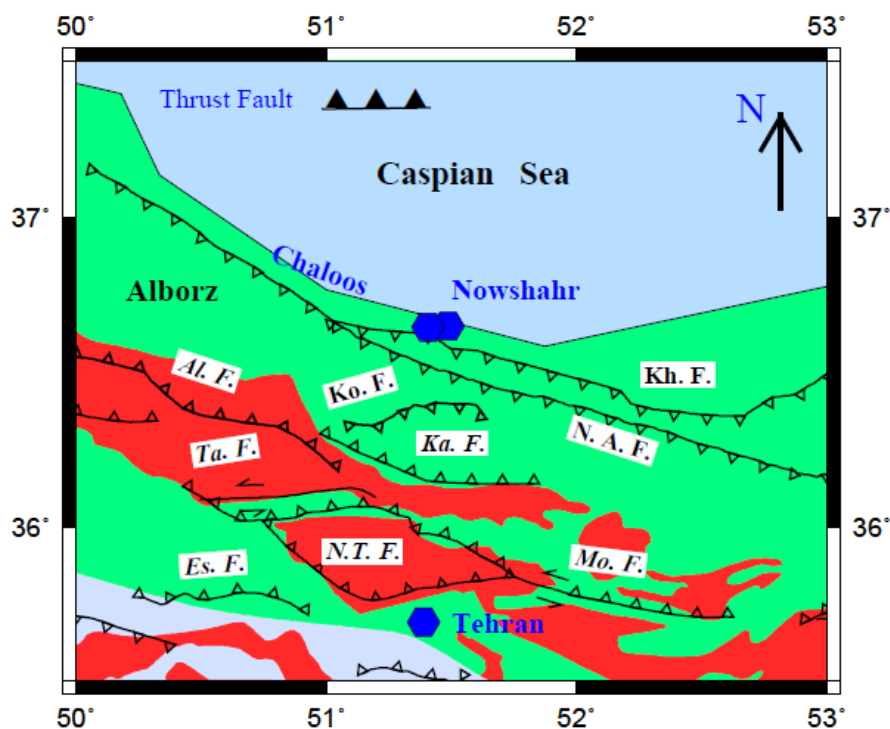 50° 51° 52° 53°
Thrust Fault
N
Caspian Sea
37° 37°
Chaloos
Alborz
Nowshahr
Al. F.
Ko. F.
Kh. F.
Ta. F.
Ka. F.
N. A. F.
36° 36°
Es. F.
N.T. F.
Mo. F.
Tehran
50° 51° 52° 53°